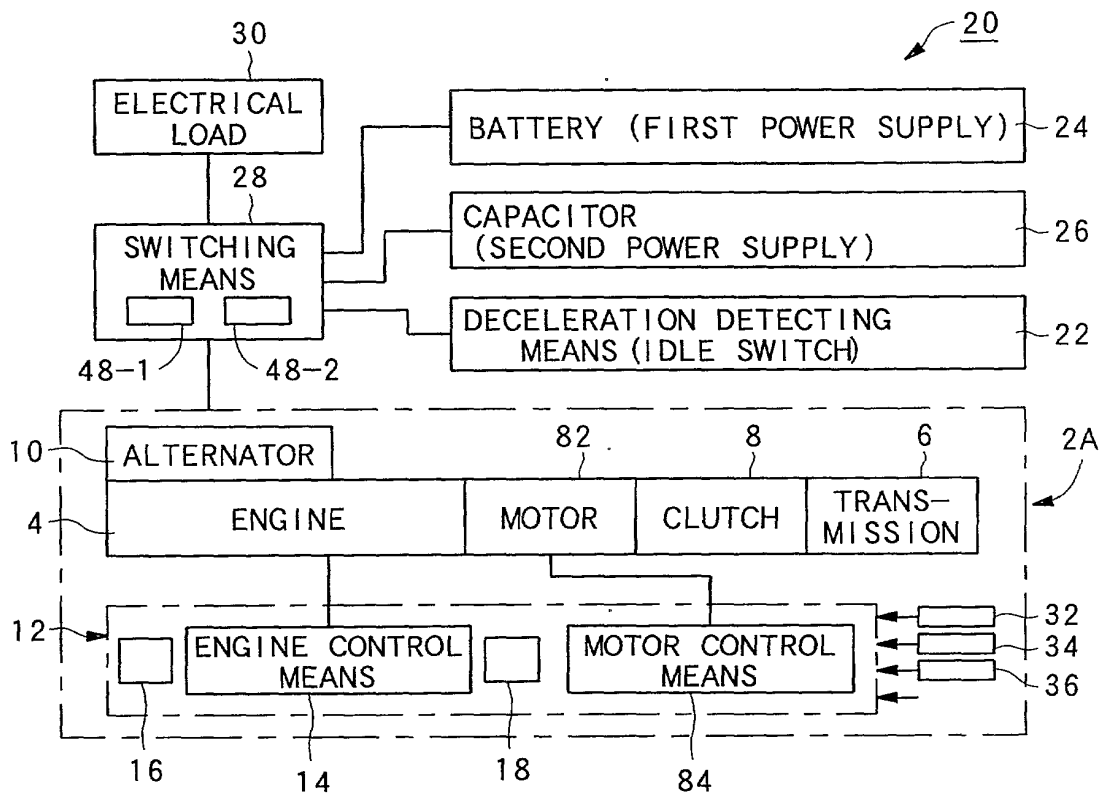 20
30
ELECTRICAL
LOAD
BATTERY (FIRST POWER SUPPLY)
24
28
SWITCHING
MEANS
CAPACITOR
(SECOND POWER SUPPLY)
26
DECELERATION DETECTING
MEANS (IDLE SWITCH)
22
48-1
48-2
10
ALTERNATOR
82
8
6
2A
4
ENGINE
MOTOR
CLUTCH
TRANS-
MISSION
12
ENGINE CONTROL
MEANS
MOTOR CONTROL
MEANS
32
34
36
16
14
18
84